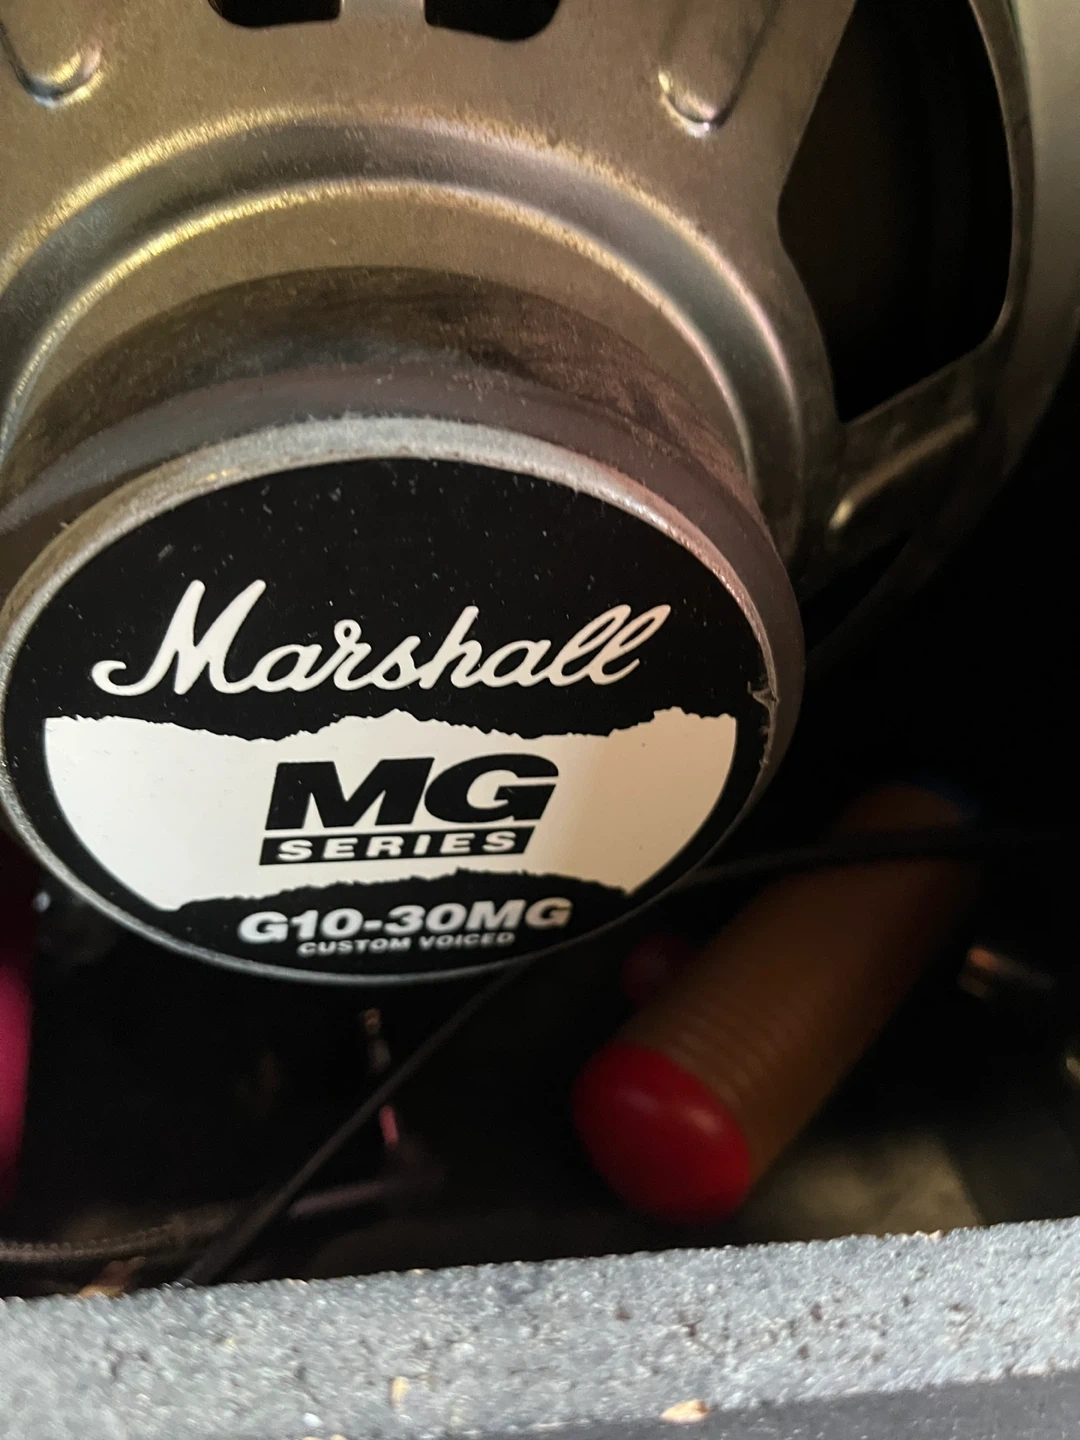 Marshall
MG
SERIES
G10-30MG
CUSTOM VOICED